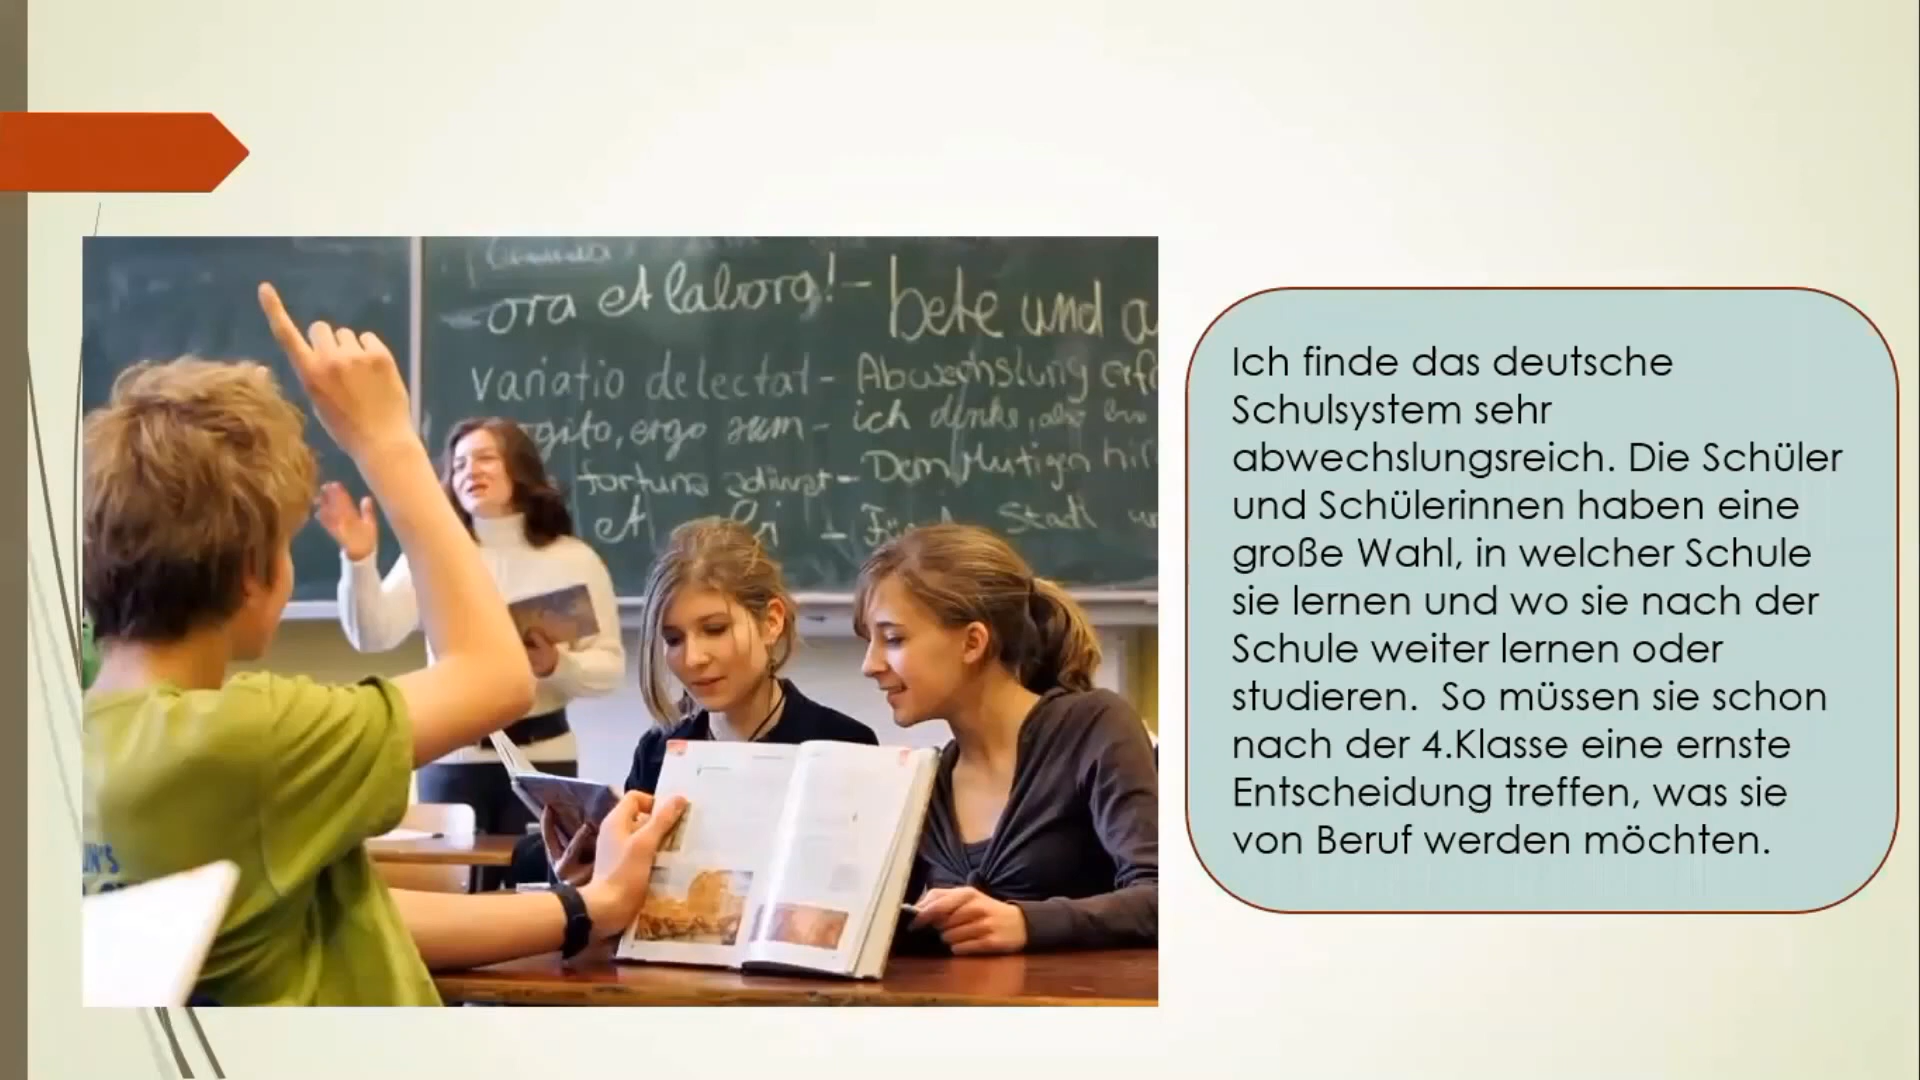 ora et labora! - bete und
variatio delectat - Abwechslung
ergo sum - ich denke, also
- Dem Mutigen
et
Stadt
Ich finde das deutsche
Schulsystem sehr
abwechslungsreich. Die Schüler
und Schülerinnen haben eine
große Wahl, in welcher Schule
sie lernen und wo sie nach der
Schule weiter lernen oder
studieren.  So müssen sie schon
nach der 4.Klasse eine ernste
Entscheidung treffen, was sie
von Beruf werden möchten.